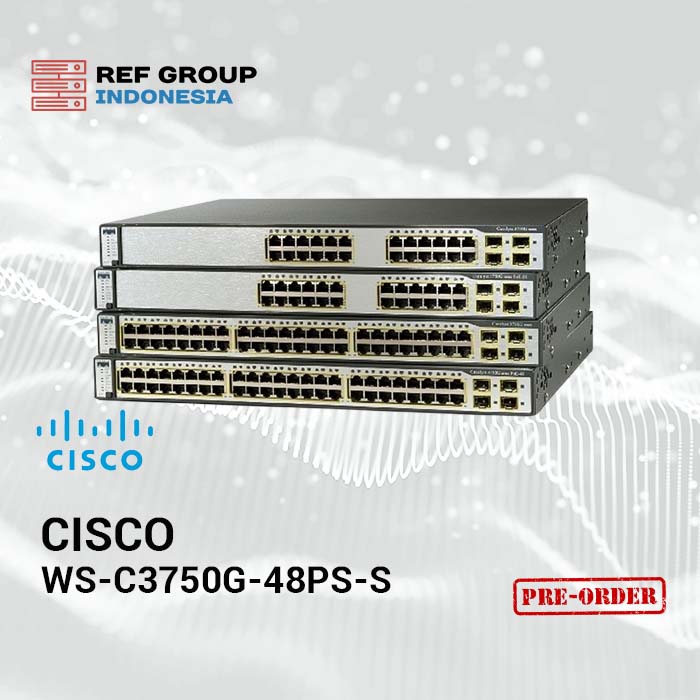 REF GROUP
INDONESIA
CISCO
CISCO
WS-C3750G-48PS-S
PRE-ORDER